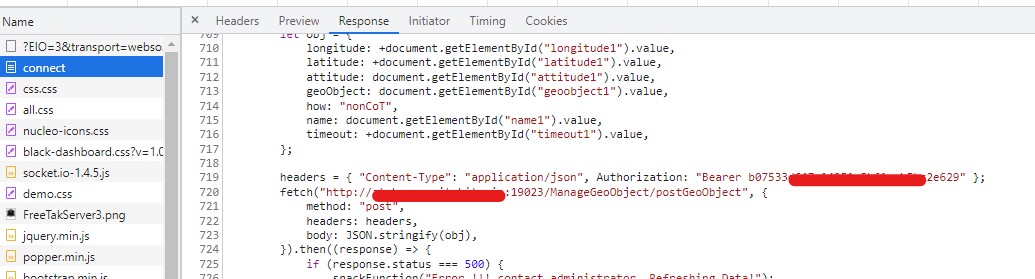 Name
× Headers Preview Response Initiator Timing Cookies
?EIO=3&transport=webso
connect
css.css
all.css
nucleo-icons.css
black-dashboard.css?v=1.0
socket.io-1.4.5.js
demo.css
FreeTakServer3.png
jquery.min.js
popper.min.js
bootstrap.min.js
709 let obj = {
710 longitude: +document.getElementById("longitude1").value,
711 latitude: +document.getElementById("latitude1").value,
712 attitude: document.getElementById("attitude1").value,
713 geoObject: document.getElementById("geoobject1").value,
714 how: "nonCoT",
715 name: document.getElementById("name1").value,
716 timeout: +document.getElementById("timeout1").value,
717 };
718
719 headers = { "Content-Type": "application/json", Authorization: "Bearer b07533 2e629" };
720 fetch("http:// :19023/ManageGeoObject/postGeoObject", {
721 method: "post",
722 headers: headers,
723 body: JSON.stringify(obj),
724 }).then((response) => {
725 if (response.status === 500) {
726 snackFunction("Error !!! contact administrator. Refreshing Data!");